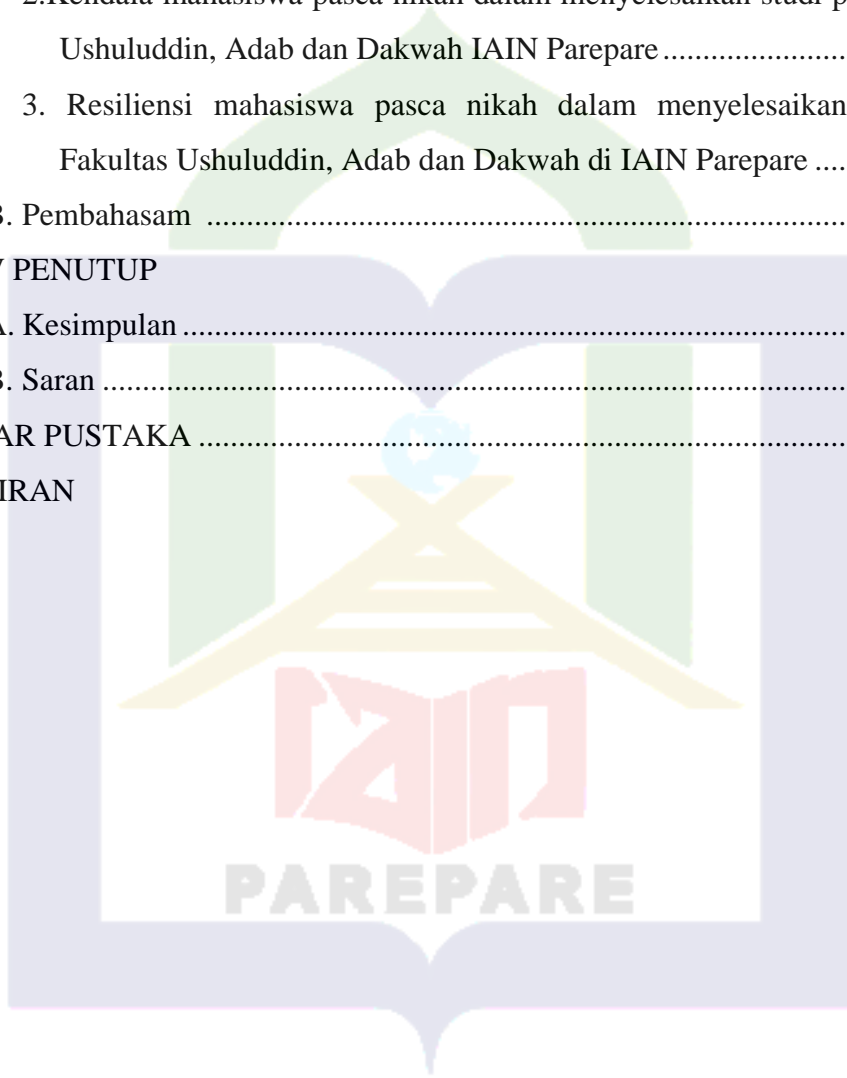 2.Kendala mahasiswa pasca nikah dalam menyelesaikan studi p
Ushuluddin, Adab dan Dakwah IAIN Parepare ........................
3. Resiliensi mahasiswa pasca nikah dalam menyelesaikan
Fakultas Ushuluddin, Adab dan Dakwah di IAIN Parepare ....
B. Pembahasam ....................................................................................
PENUTUP
A. Kesimpulan .......................................................................................
B. Saran .................................................................................................
AR PUSTAKA .....................................................................................
IRAN
IAIN
PAREPARE